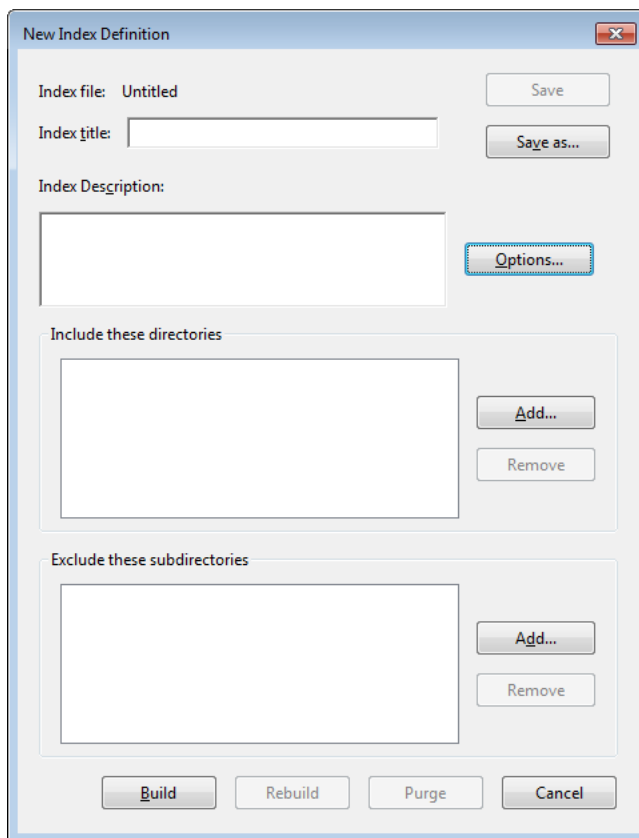 New Index Definition
Index file: Untitled
Save
Index title:
Save as...
Index Description:
Options...
Include these directories
Add...
Remove
Exclude these subdirectories
Add...
Remove
Build Rebuild Purge Cancel